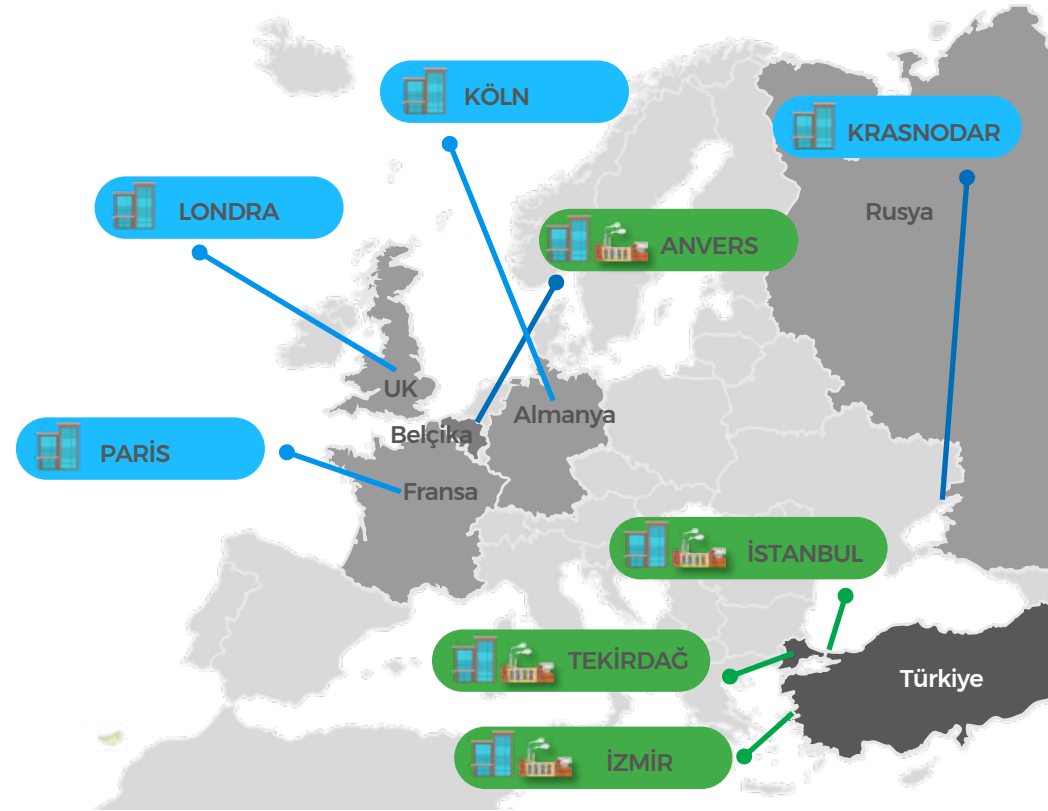 KÖLN
KRASNODAR
LONDRA
Rusya
ANVERS
UK
Almanya
Belçika
PARİS
Fransa
İSTANBUL
TEKİRDAĞ
Türkiye
İZMİR